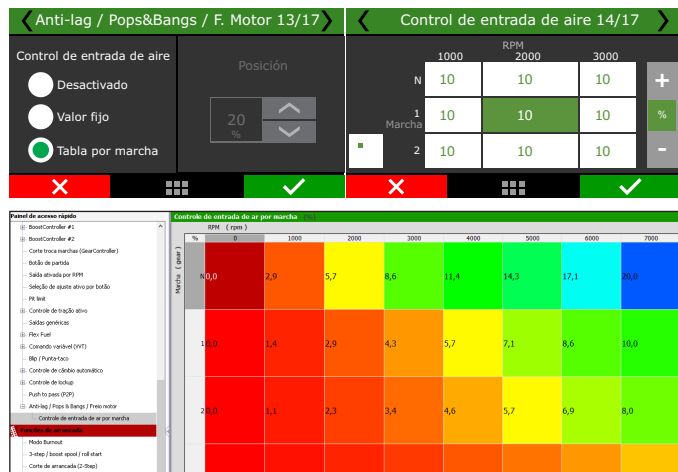 Anti-lag / Pops&Bangs / F. Motor 13/17
Control de entrada de aire
Desactivado
Valor fijo
Tabla por marcha
Posición
20
%
Control de entrada de aire 14/17
RPM
1000 2000 3000
N 10 10 10 +
1 10 10 10 %
Marcha
2 10 10 10 -
Painel de acesso rápido
BoostController #1
BoostController #2
Corte troca marchas (GearController)
Botão de partida
Saída ativada por RPM
Seleção de ajuste ativo por botão
Pit limit
Controle de tração ativo
Saídas genéricas
Flex Fuel
Comando variável (VVT)
Blip / Punta-taco
Controle de câmbio automático
Controle de lockup
Push to pass (P2P)
Anti-lag / Pops & Bangs / Freio motor
Controle de entrada de ar por marcha
Funções de arrancada
Modo Burnout
3-step / boost spool / roll start
Corte de arrancada (2-Step)
Controle de entrada de ar por marcha (%)
RPM ( rpm )
% 0 1000 2000 3000 4000 5000 6000 7000
Marcha ( gear )
N 0,0 2,9 5,7 8,6 11,4 14,3 17,1 20,0
1 0,0 1,4 2,9 4,3 5,7 7,1 8,6 10,0
2 0,0 1,1 2,3 3,4 4,6 5,7 6,9 8,0